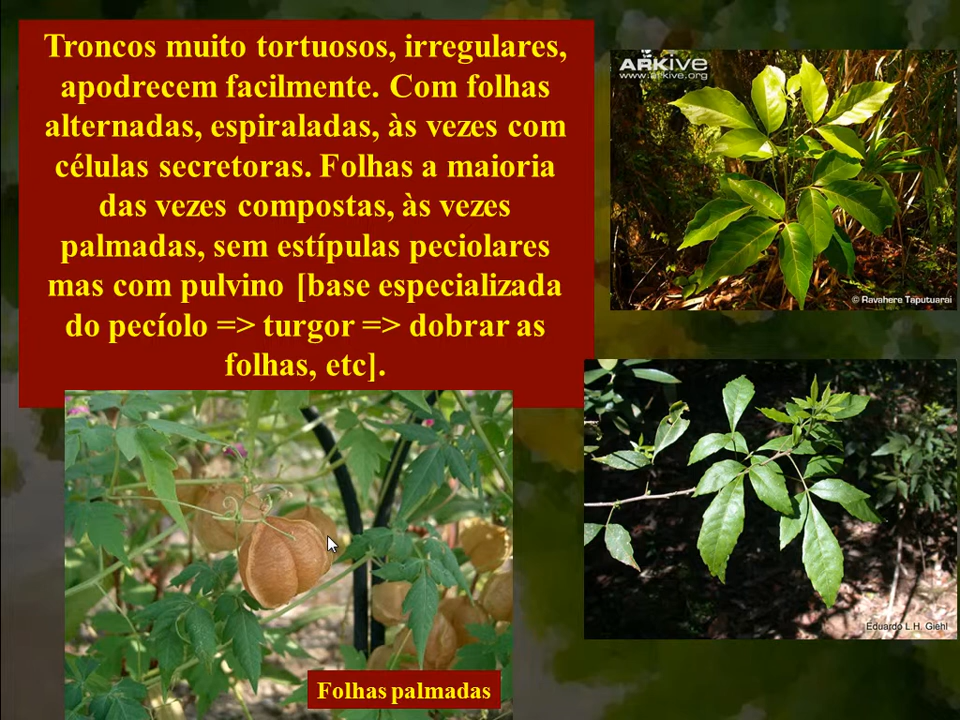 Troncos muito tortuosos, irregulares,
apodrecem facilmente. Com folhas
alternadas, espiraladas, às vezes com
células secretoras. Folhas a maioria
das vezes compostas, às vezes
palmadas, sem estípulas peciolares
mas com pulvino [base especializada
do pecíolo => turgor => dobrar as
folhas, etc].
ARKive
www.arkive.org
© Ravahere Taputuarai
Eduardo L.H. Giehl
Folhas palmadas